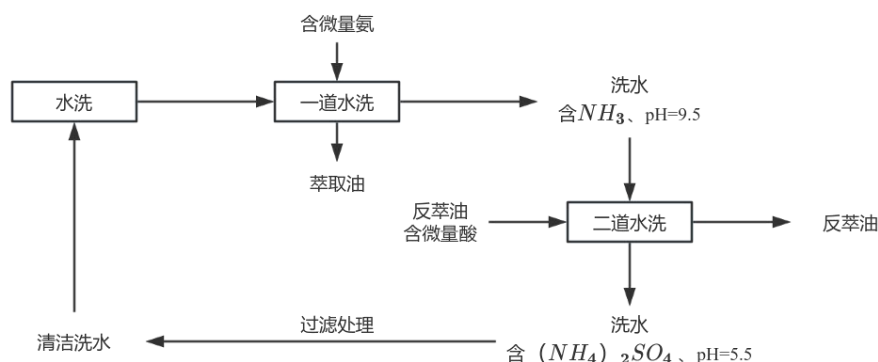 含微量氨
水洗
一道水洗
洗水
含NH₃、pH=9.5
萃取油
反萃油
含微量酸
二道水洗
反萃油
过滤处理
清洁洗水
洗水
含（NH₄）₂SO₄、pH=5.5